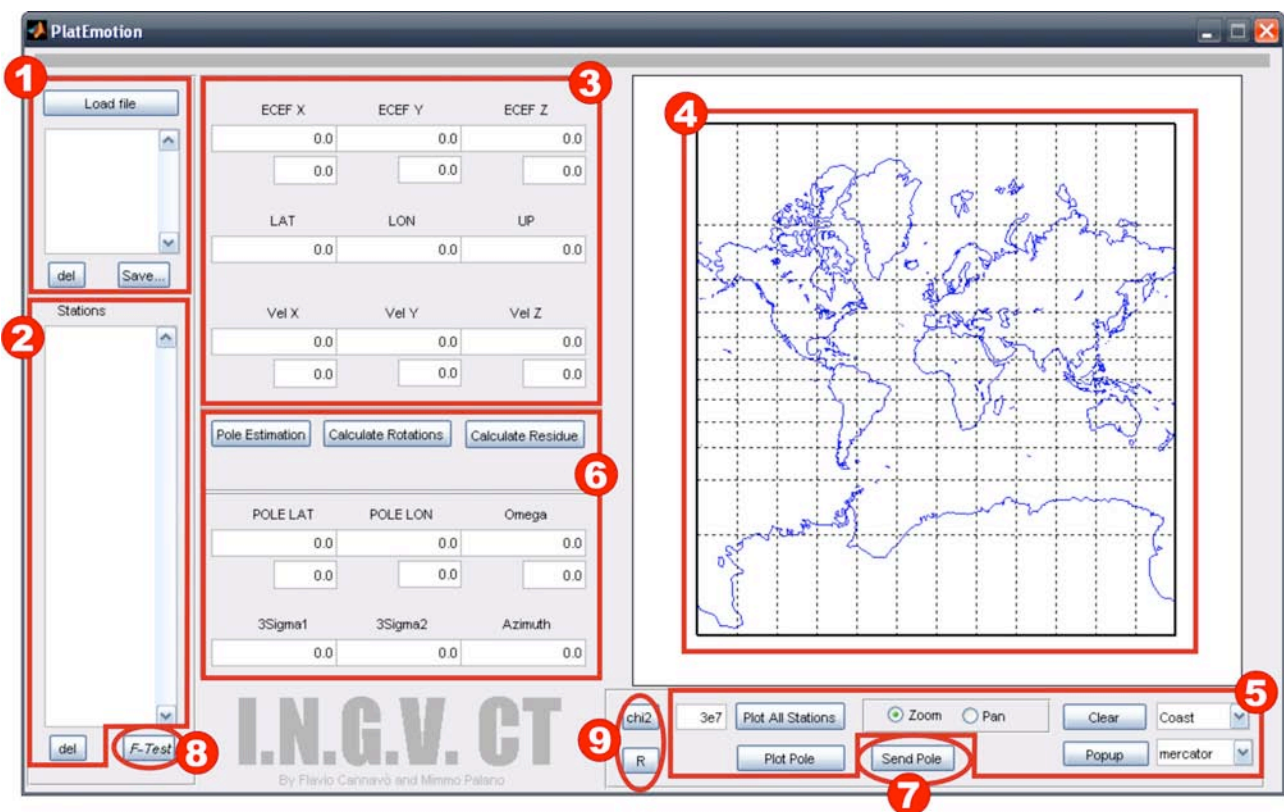 PlatEmotion
1
Load file
del
Save...
2
Stations
del
F-Test
8
3
ECEF X ECEF Y ECEF Z
0.0 0.0 0.0
0.0 0.0 0.0
LAT LON UP
0.0 0.0 0.0
Vel X Vel Y Vel Z
0.0 0.0 0.0
0.0 0.0 0.0
4
Pole Estimation Calculate Rotations Calculate Residue
6
POLE LAT POLE LON Omega
0.0 0.0 0.0
0.0 0.0 0.0
3Sigma1 3Sigma2 Azimuth
0.0 0.0 0.0
I.N.G.V. CT
By Flavio Cannavò and Mimmo Palano
9
chi2
R
5
3e7 Plot All Stations Zoom Pan Clear Coast
Plot Pole Send Pole Popup mercator
7